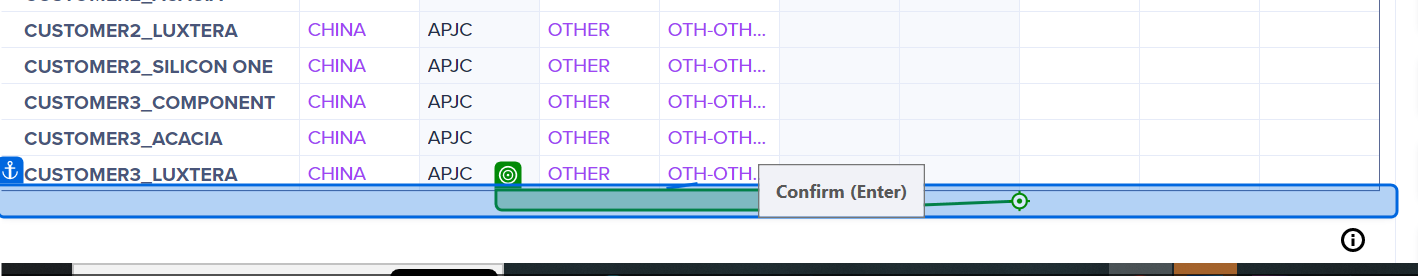 CUSTOMER2_LUXTERA CHINA APJC OTHER OTH-OTH...
CUSTOMER2_SILICON ONE CHINA APJC OTHER OTH-OTH...
CUSTOMER3_COMPONENT CHINA APJC OTHER OTH-OTH...
CUSTOMER3_ACACIA CHINA APJC OTHER OTH-OTH...
CUSTOMER3_LUXTERA CHINA APJC OTHER OTH-OTH..
Confirm (Enter)